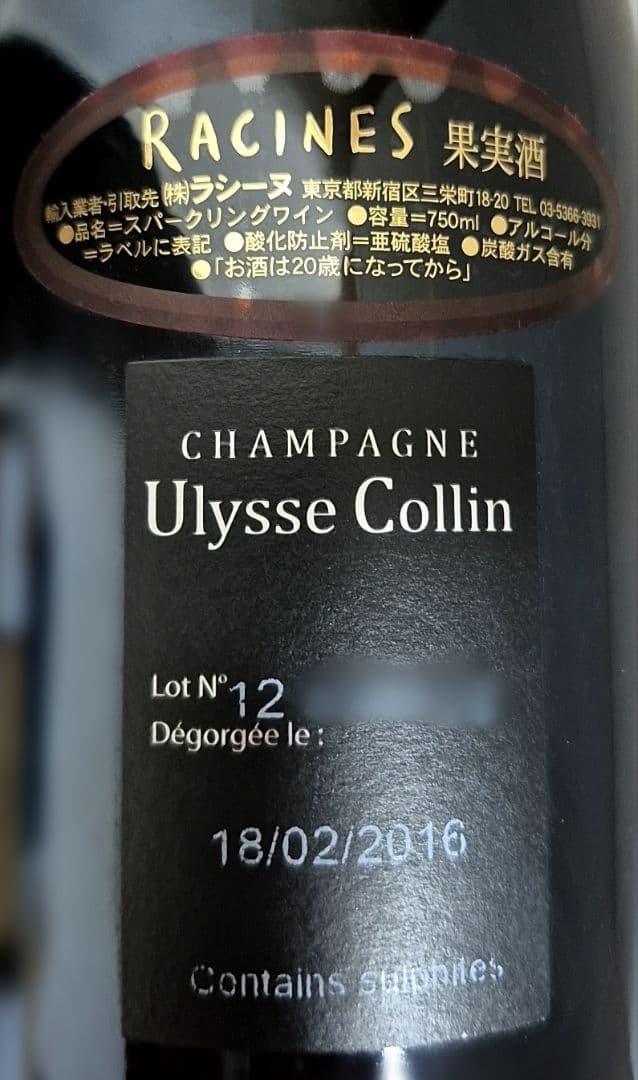 RACINES 果実酒
輸入業者・引取先 (株)ラシーヌ 東京都新宿区三栄町18-20 TEL 03-5366-3931
●品名=スパークリングワイン ●容量=750ml ●アルコール分
=ラベルに表記 ●酸化防止剤=亜硫酸塩 ●炭酸ガス含有
●「お酒は20歳になってから」
CHAMPAGNE
Ulysse Collin
Lot N° 12
Dégorgée le :
18/02/2016
Contains sulphites